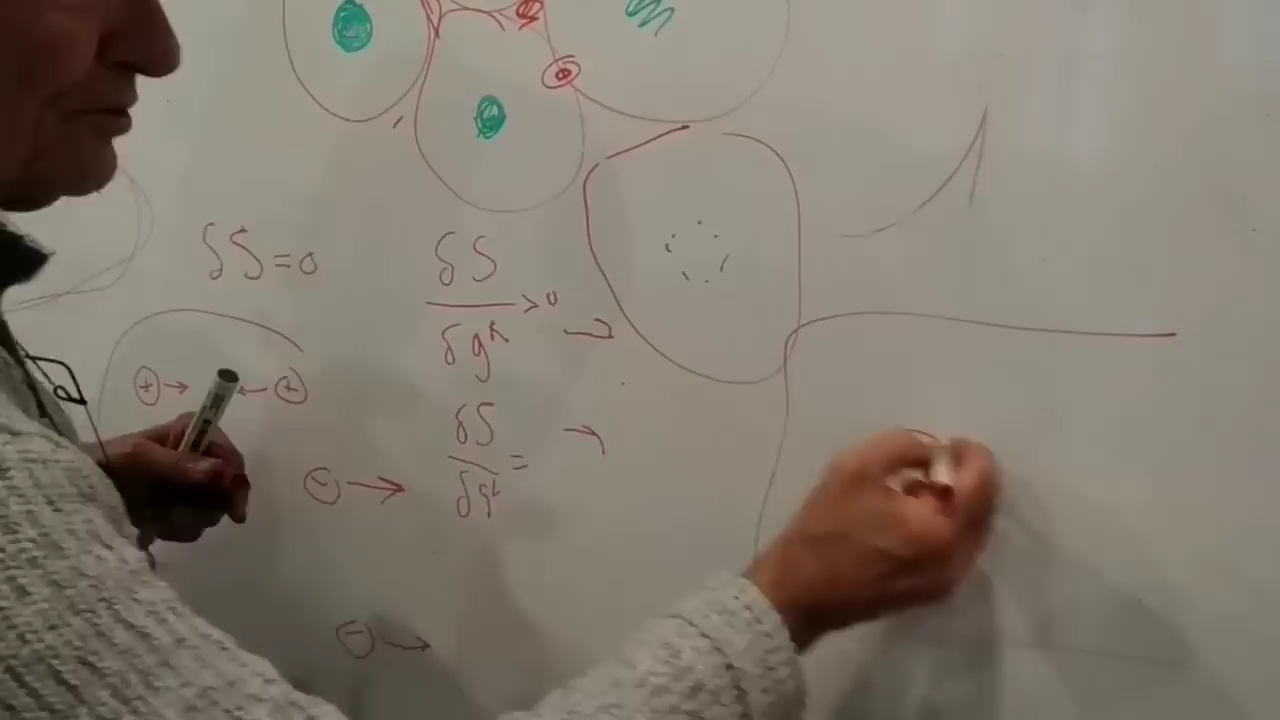 δS=0
δS/δg^k >0 →
δS/δg^k = →
⊕→ ←⊕
⊖→
⊖→